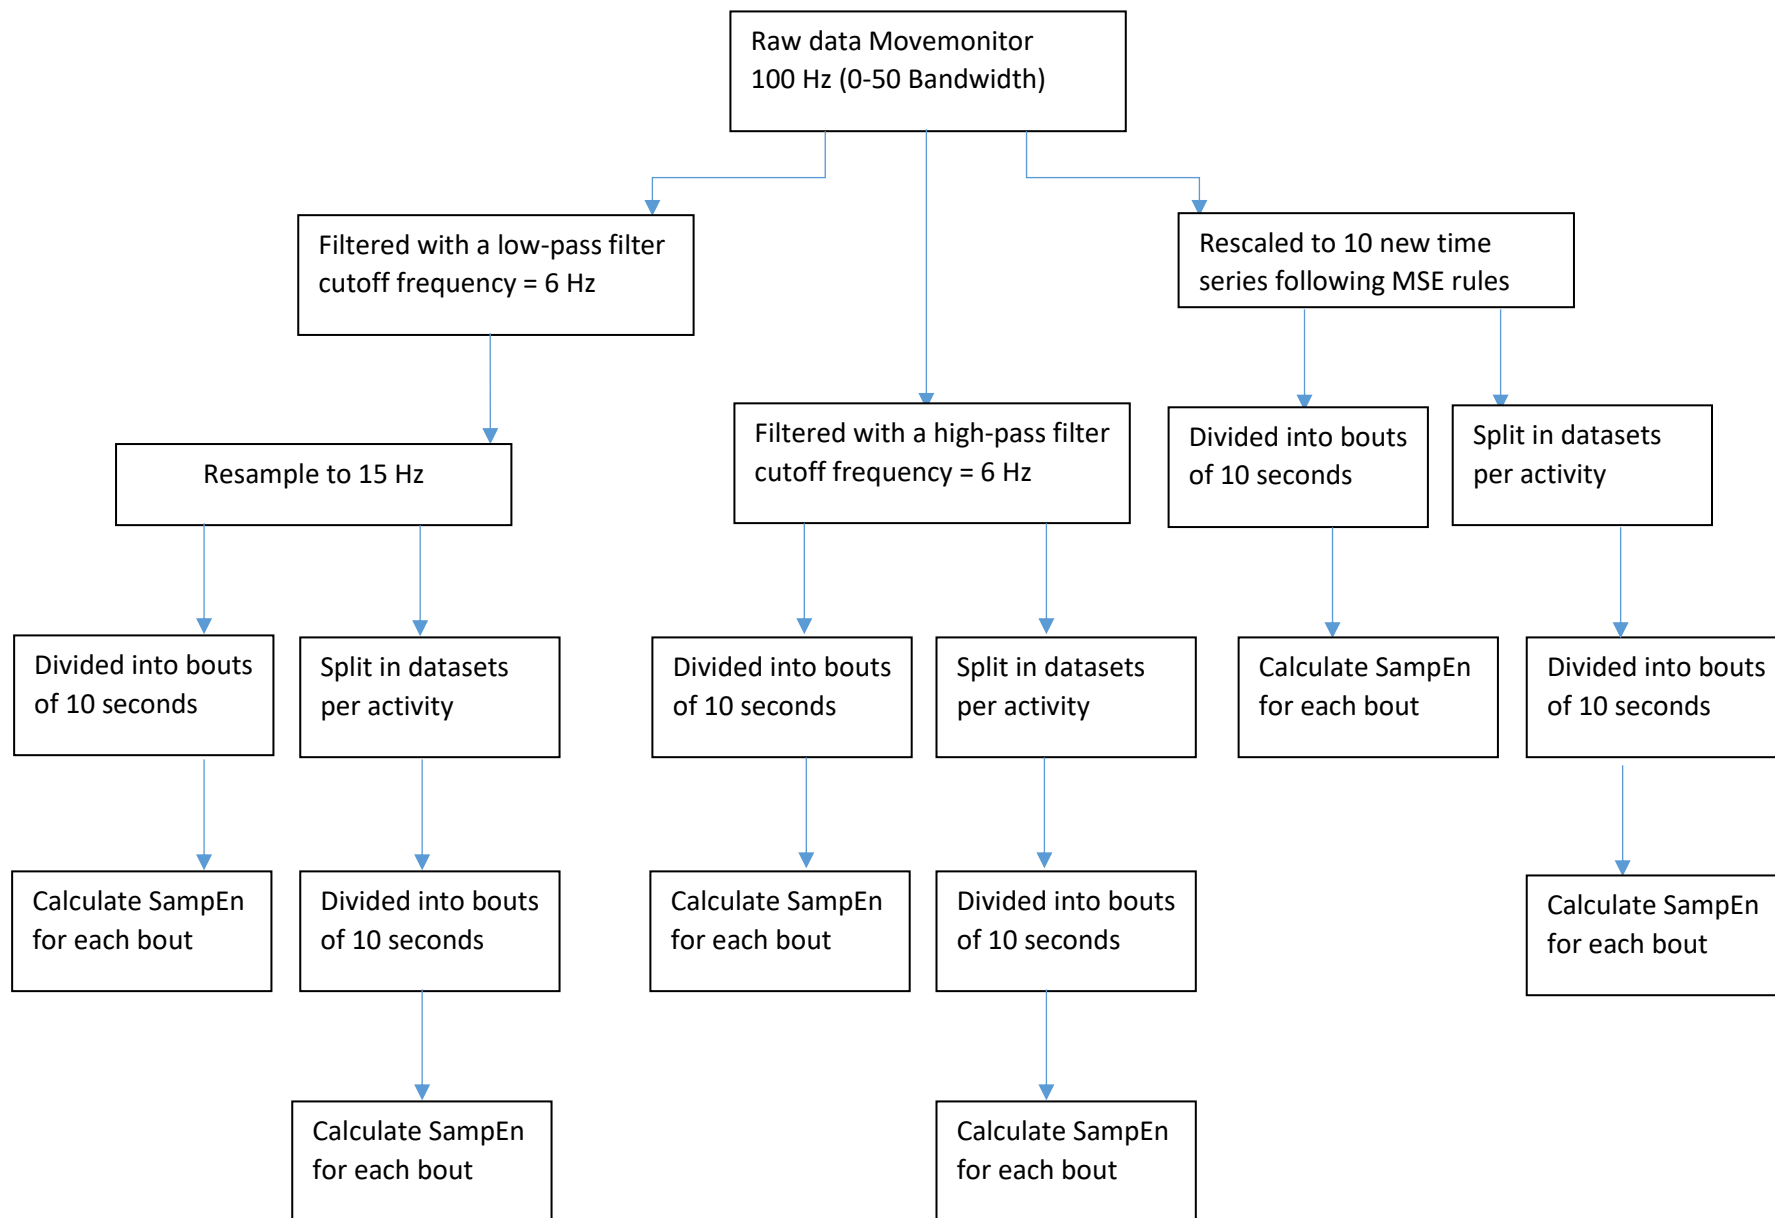 Raw data Movemonitor
100 Hz (0-50 Bandwidth)
Filtered with a low-pass filter
cutoff frequency = 6 Hz
Rescaled to 10 new time
series following MSE rules
Resample to 15 Hz
Filtered with a high-pass filter
cutoff frequency = 6 Hz
Divided into bouts
of 10 seconds
Split in datasets
per activity
Divided into bouts
of 10 seconds
Split in datasets
per activity
Divided into bouts
of 10 seconds
Split in datasets
per activity
Calculate SampEn
for each bout
Divided into bouts
of 10 seconds
Calculate SampEn
for each bout
Divided into bouts
of 10 seconds
Calculate SampEn
for each bout
Divided into bouts
of 10 seconds
Calculate SampEn
for each bout
Calculate SampEn
for each bout
Calculate SampEn
for each bout